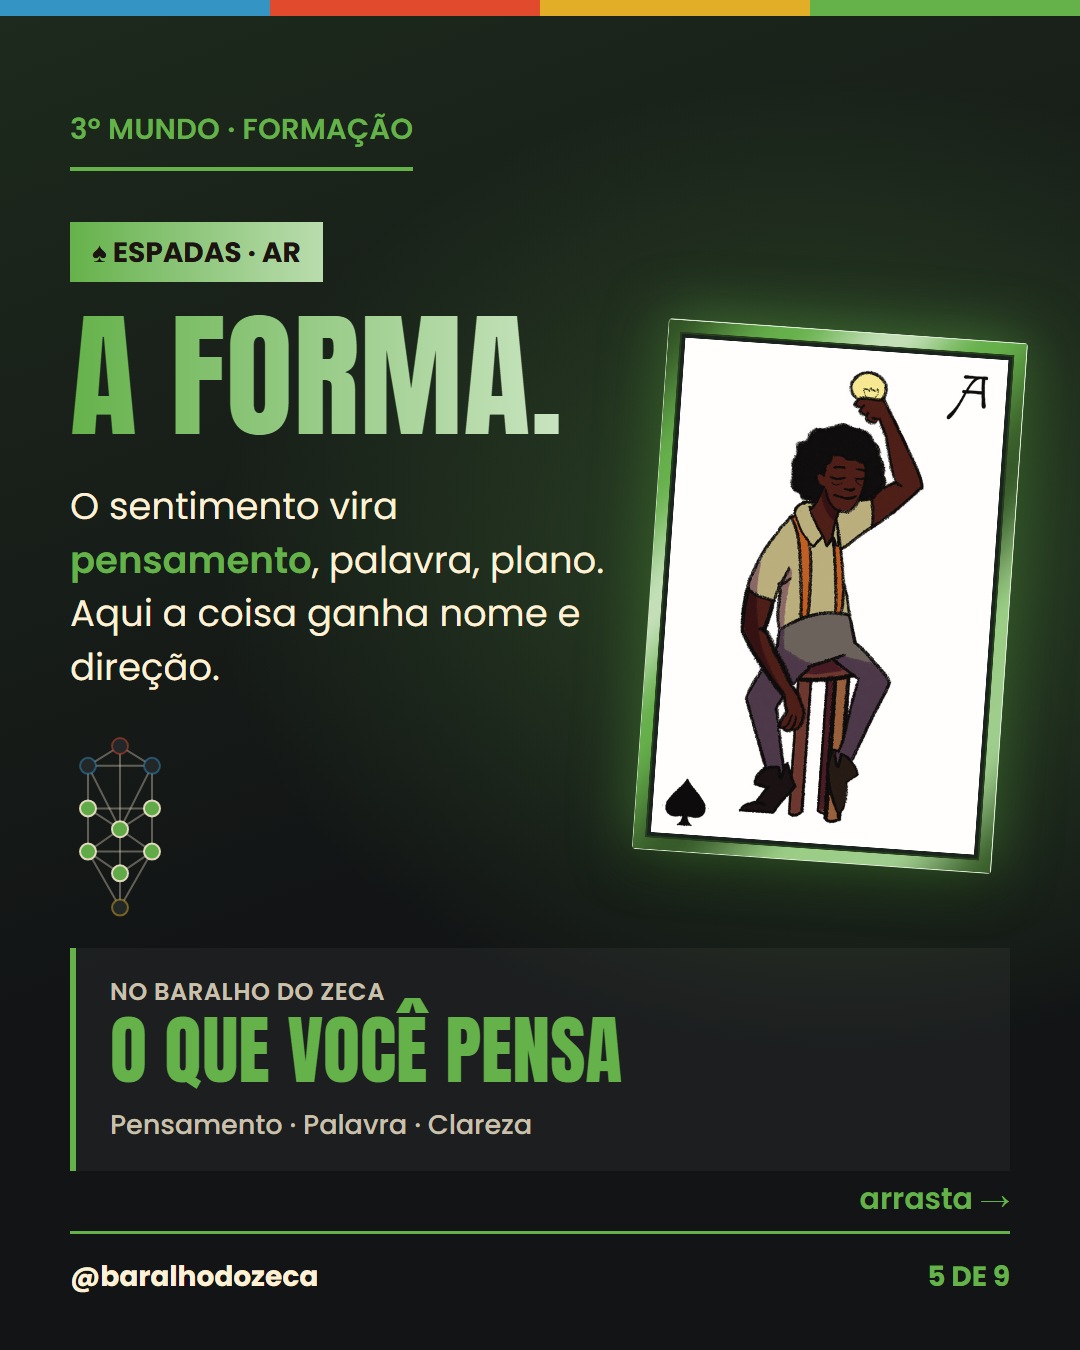 3º MUNDO · FORMAÇÃO
♠ ESPADAS · AR
A FORMA.
O sentimento vira
pensamento, palavra, plano.
Aqui a coisa ganha nome e
direção.
A
NO BARALHO DO ZECA
O QUE VOCÊ PENSA
Pensamento · Palavra · Clareza
arrasta →
@baralhodozeca
5 DE 9